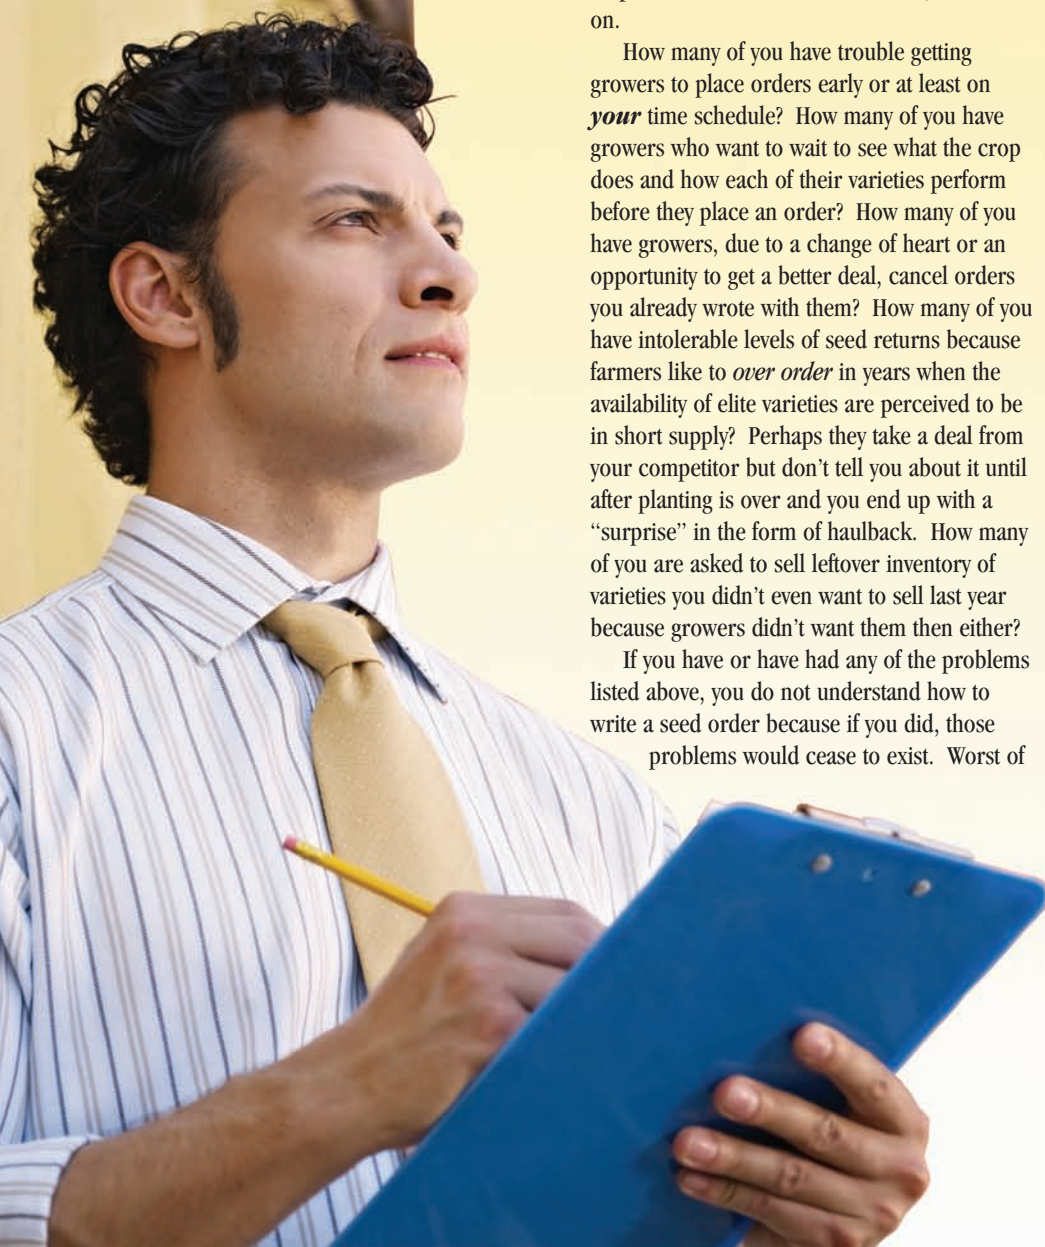 on.
How many of you have trouble getting
growers to place orders early or at least on
your time schedule? How many of you have
growers who want to wait to see what the crop
does and how each of their varieties perform
before they place an order? How many of you
have growers, due to a change of heart or an
opportunity to get a better deal, cancel orders
you already wrote with them? How many of you
have intolerable levels of seed returns because
farmers like to over order in years when the
availability of elite varieties are perceived to be
in short supply? Perhaps they take a deal from
your competitor but don’t tell you about it until
after planting is over and you end up with a
“surprise” in the form of haulback. How many
of you are asked to sell leftover inventory of
varieties you didn’t even want to sell last year
because growers didn’t want them then either?
If you have or have had any of the problems
listed above, you do not understand how to
write a seed order because if you did, those
problems would cease to exist. Worst of